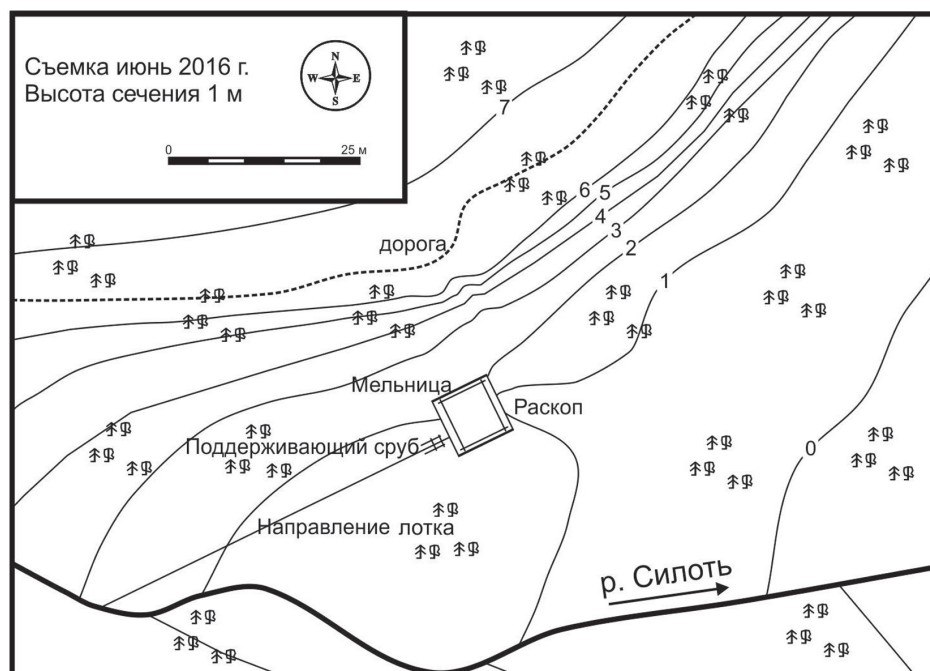 Съемка июнь 2016 г.
Высота сечения 1 м
N
W E
S
0 25 м
7
6
5
4
3
2
1
0
дорога
Мельница
Раскоп
Поддерживающий сруб
Направление лотка
р. Силоть